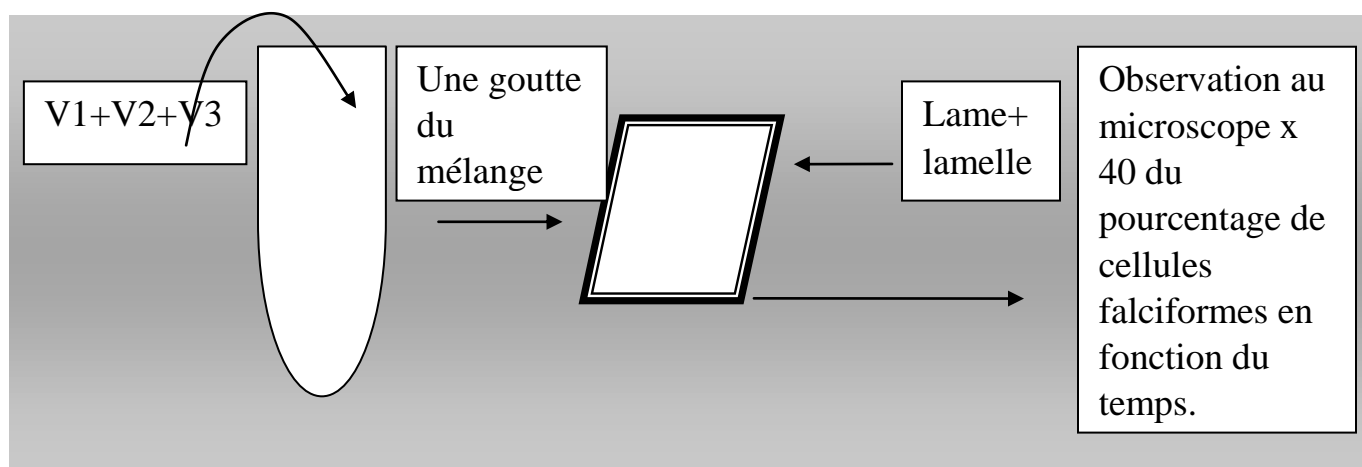 V1+V2+V3
Une goutte
du
mélange
Lame+
lamelle
Observation au
microscope x
40 du
pourcentage de
cellules
falciformes en
fonction du
temps.